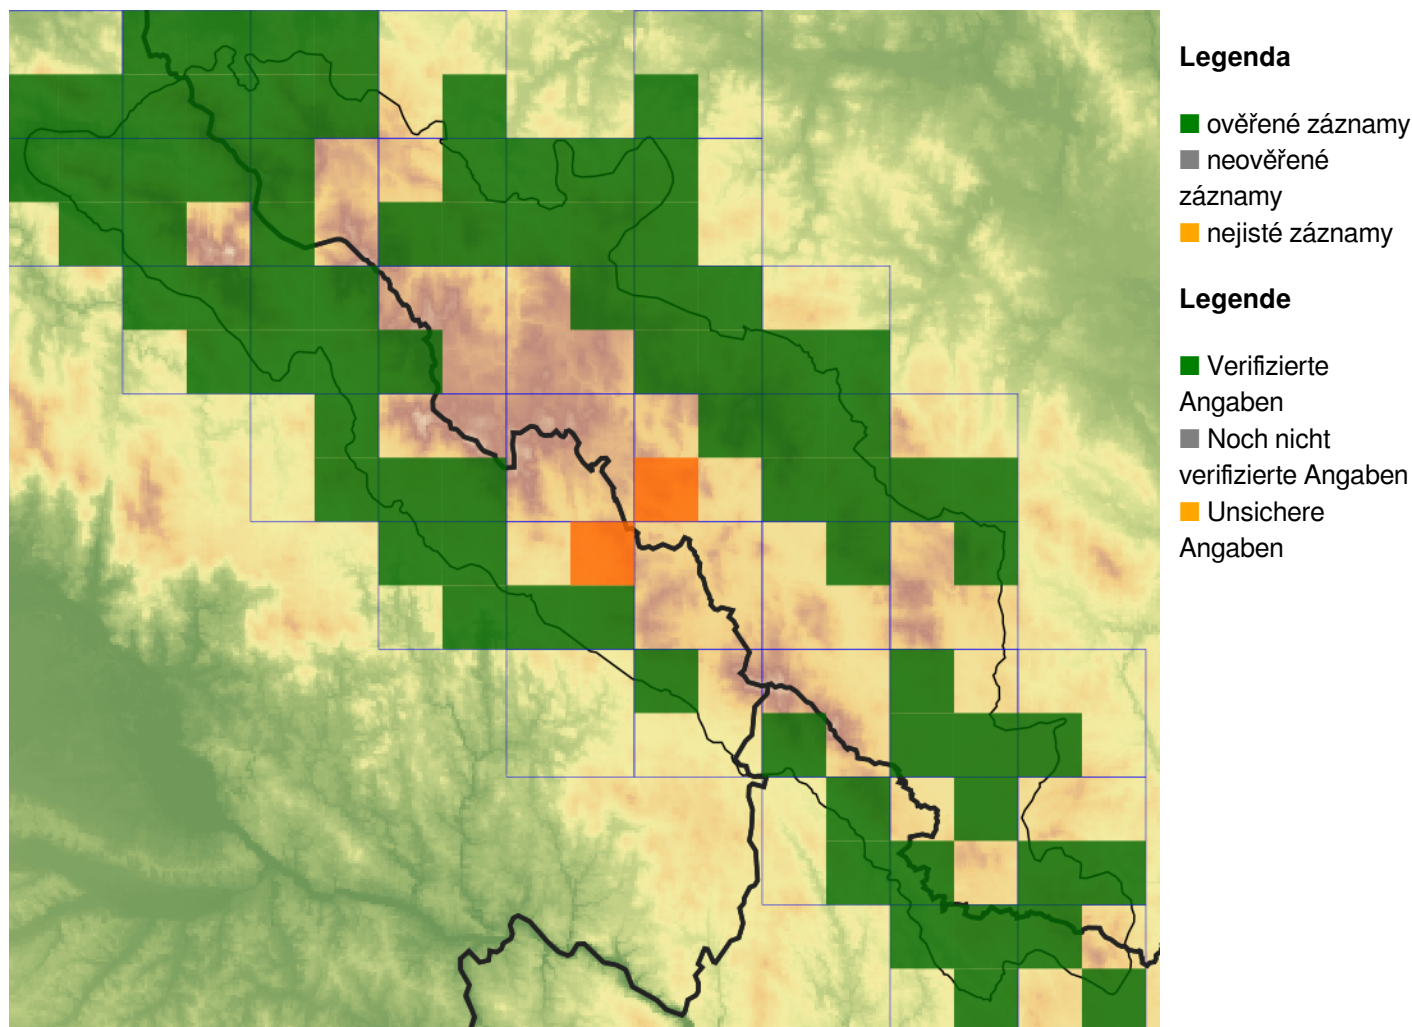 Legenda
ověřené záznamy
neověřené
záznamy
nejisté záznamy
Legende
Verifizierte
Angaben
Noch nicht
verifizierte Angaben
Unsichere
Angaben